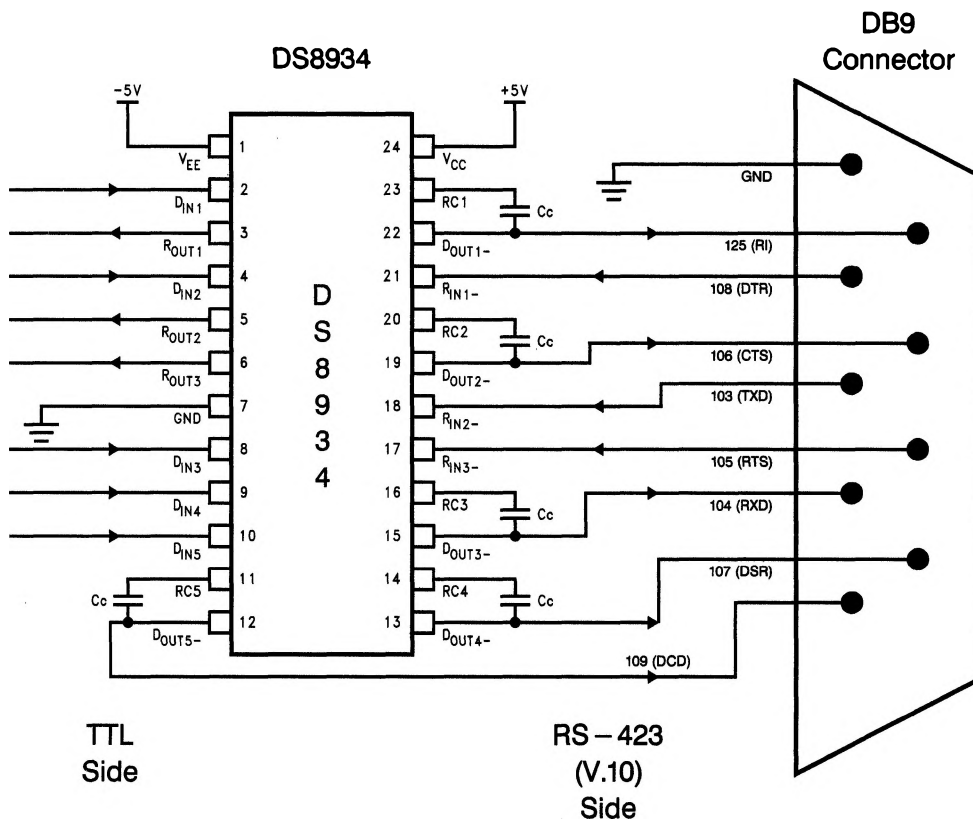 DB9
Connector
DS8934
-5V
+5V
1
24
VEE
VCC
GND
2
23
DIN1
RC1
Cc
3
22
ROUT1
DOUT1-
125 (RI)
4
21
DIN2
RIN1-
108 (DTR)
5
20
ROUT2
RC2
Cc
6
19
ROUT3
DOUT2-
106 (CTS)
7
18
GND
RIN2-
103 (TXD)
8
17
DIN3
RIN3-
105 (RTS)
9
16
DIN4
RC3
Cc
104 (RXD)
10
15
DIN5
DOUT3-
11
14
Cc
RC5
RC4
Cc
107 (DSR)
12
13
DOUT5-
DOUT4-
D
S
8
9
3
4
109 (DCD)
TTL
Side
RS – 423
(V.10)
Side